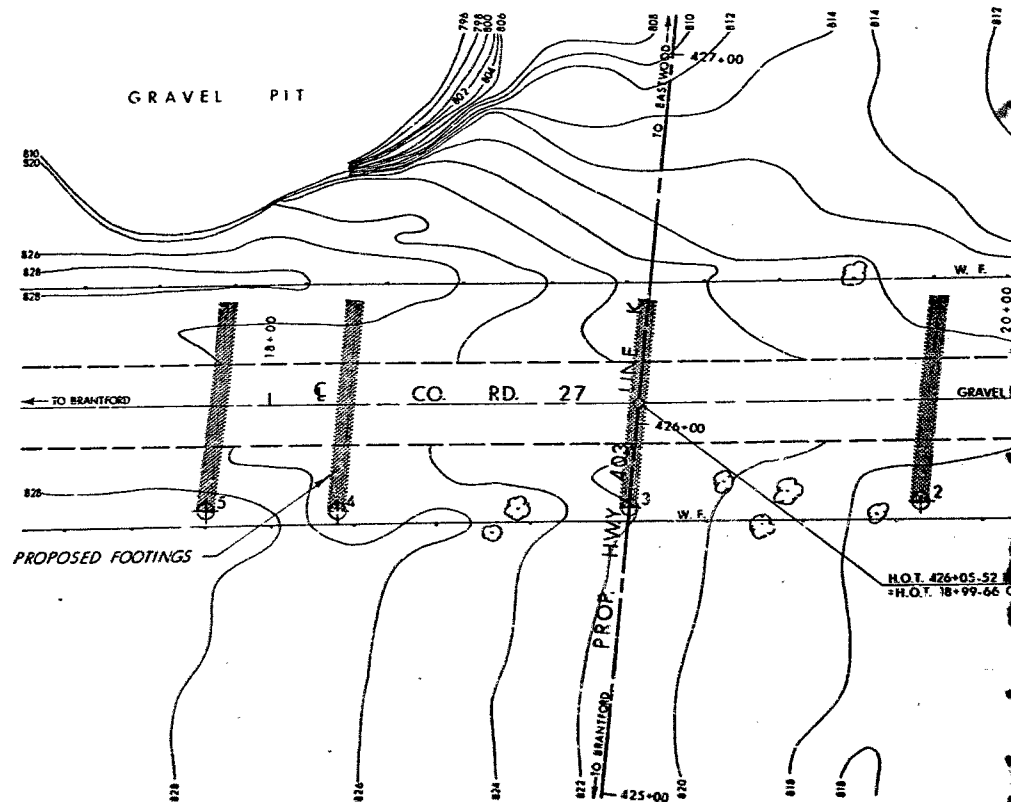 796
798
800
806
808
810
812
814
814
812
427+00
802
804
GRAVEL PIT
TO EASTWOOD
810
820
826
828
828
W. F.
18+00
20+00
LINE K
TO BRANTFORD
℄ CO. RD. 27
GRAVEL
426+00
828
5
4
3
2
W. F.
PROPOSED FOOTINGS
PROP. HWY 403
H.O.T. 426+05-52
=H.O.T. 18+99-66
TO BRANTFORD
828
826
824
822
425+00
820
818
818